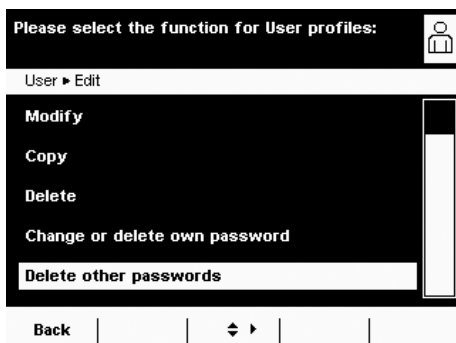 Please select the function for User profiles:
User ▸ Edit
Modify
Copy
Delete
Change or delete own password
Delete other passwords
Back